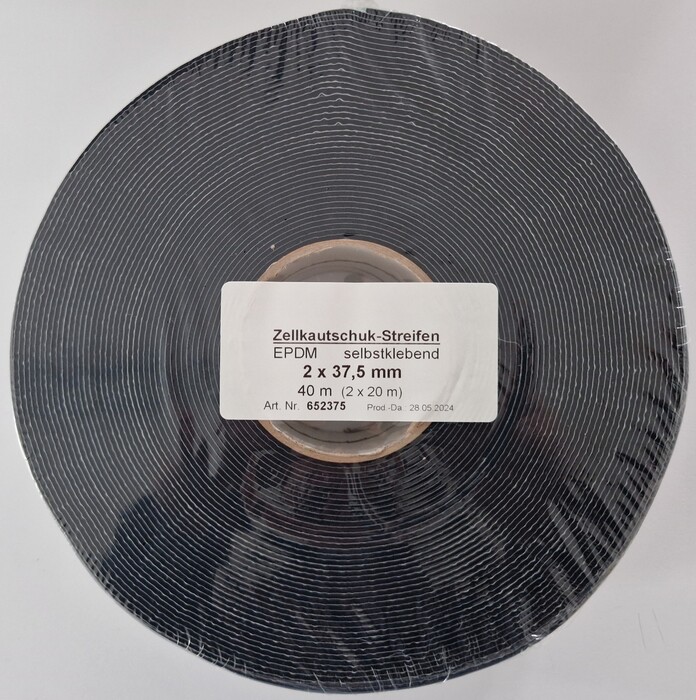 Zellkautschuk-Streifen
EPDM selbstklebend
2 x 37,5 mm
40 m (2 x 20 m)
Art. Nr. 652375 Prod.-Da. 28.05.2024